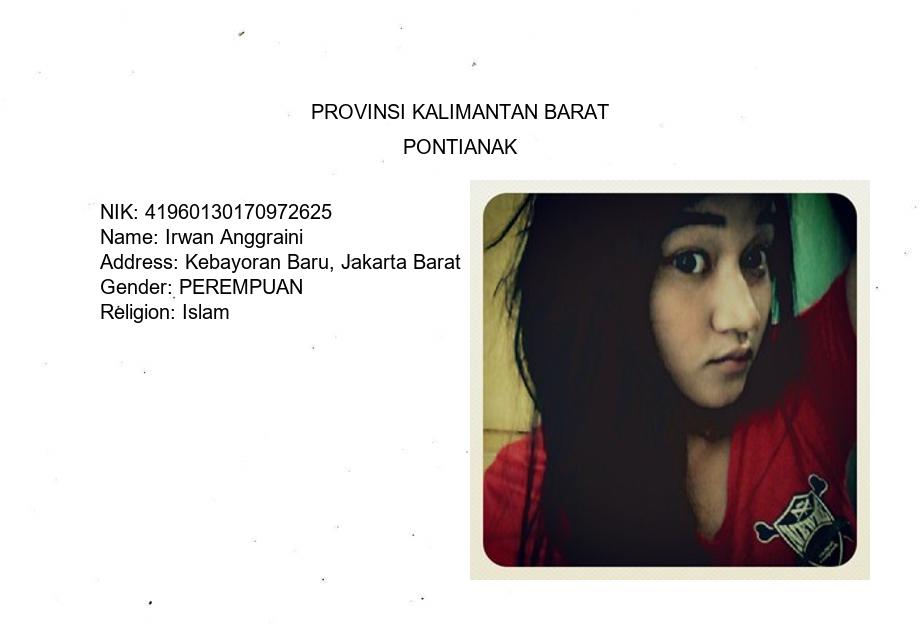 PROVINSI KALIMANTAN BARAT
PONTIANAK
NIK: 41960130170972625
Name: Irwan Anggraini
Address: Kebayoran Baru, Jakarta Barat
Gender: PEREMPUAN
Religion: Islam